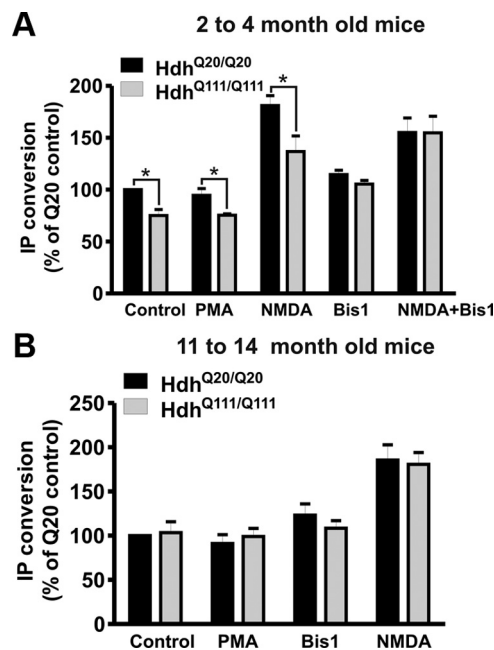 A
2 to 4 month old mice
Hdh^Q20/Q20
Hdh^Q111/Q111
IP conversion
(% of Q20 control)
200
150
100
50
0
* * *
Control PMA NMDA Bis1 NMDA+Bis1
B
11 to 14 month old mice
Hdh^Q20/Q20
Hdh^Q111/Q111
IP conversion
(% of Q20 control)
250
200
150
100
50
0
Control PMA Bis1 NMDA